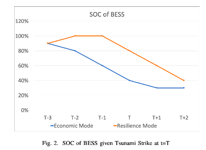 SOC of BESS
120%
100%
80%
60%
40%
20%
0%
T-3 T-2 T-1 T T+1 T+2
Economic Mode Resilience Mode
Fig. 2. SOC of BESS given Tsunami Strike at t=T